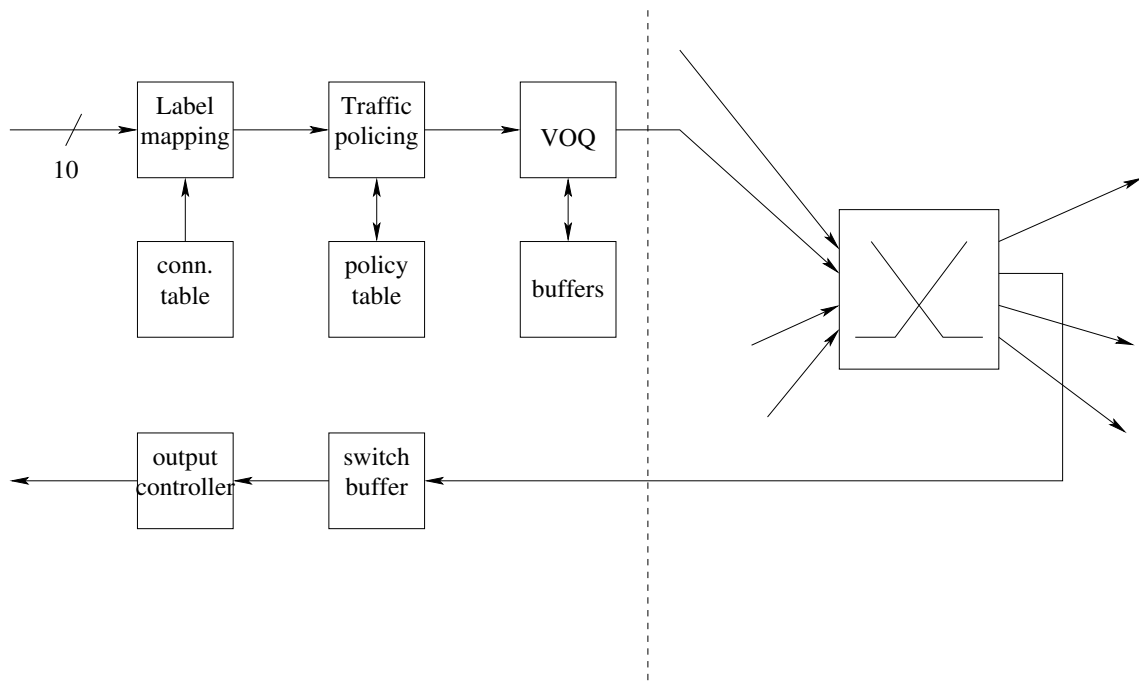 Label
mapping
Traffic
policing
VOQ
10
conn.
table
policy
table
buffers
output
controller
switch
buffer